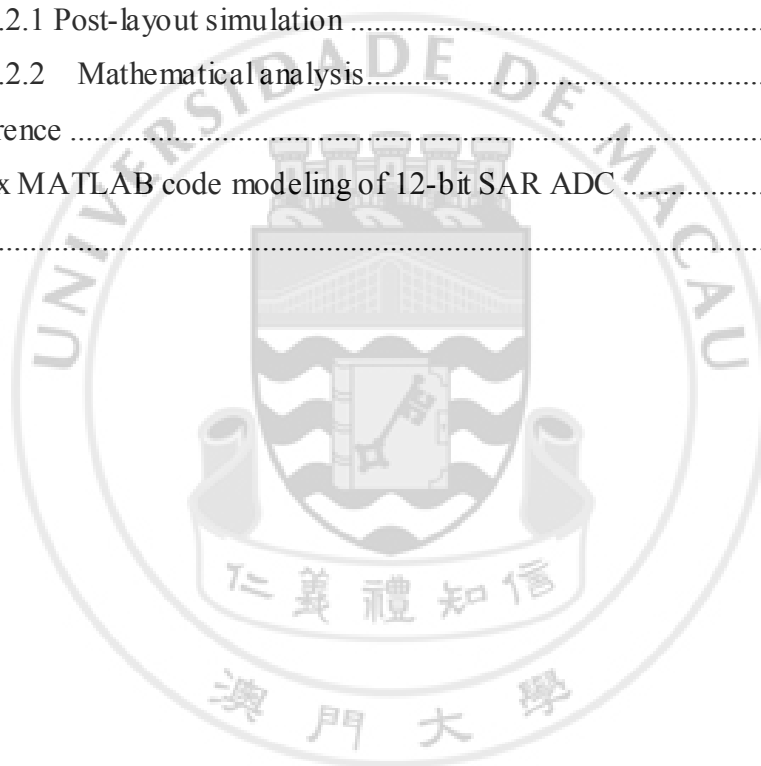 .2.1 Post-layout simulation ........................................................
.2.2 Mathematical analysis........................................................
rence ........................................................................................
x MATLAB code modeling of 12-bit SAR ADC ....................
........................................................................................................
UNIVERSIDADE DE MACAU
仁義禮知信
澳門大學